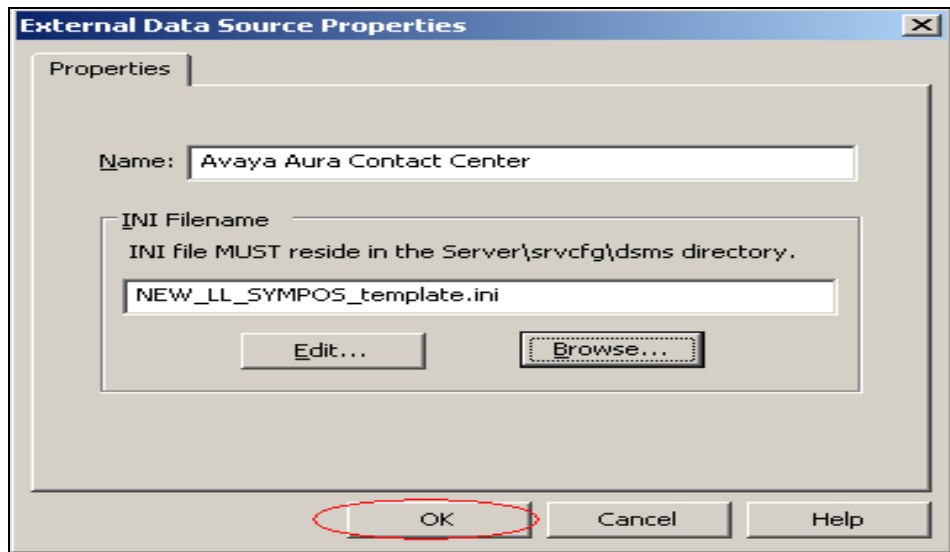 External Data Source Properties
Properties
Name: Avaya Aura Contact Center
INI Filename
INI file MUST reside in the Server\srvcfg\dsms directory.
NEW_LL_SYMPOS_template.ini
Edit... Browse...
OK Cancel Help